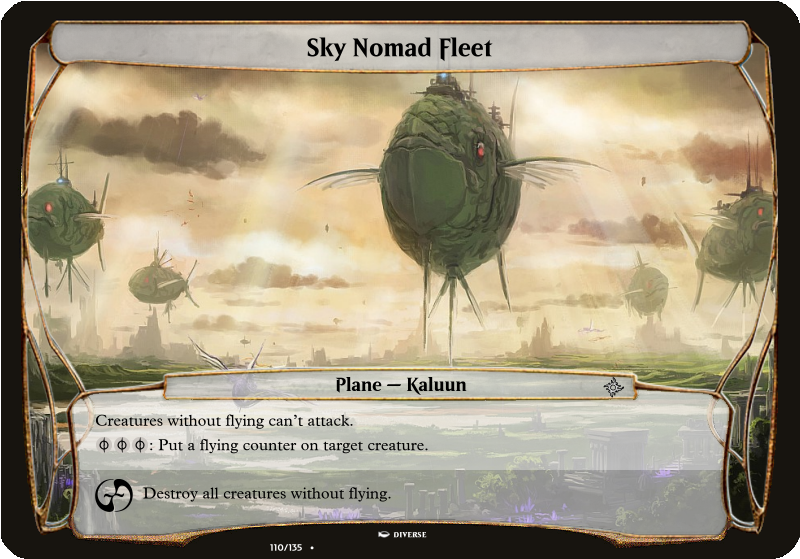 Sky Nomad Fleet
Plane — Kaluun
Creatures without flying can't attack.
: Put a flying counter on target creature.
Destroy all creatures without flying.
DIVERSE
110/135 •